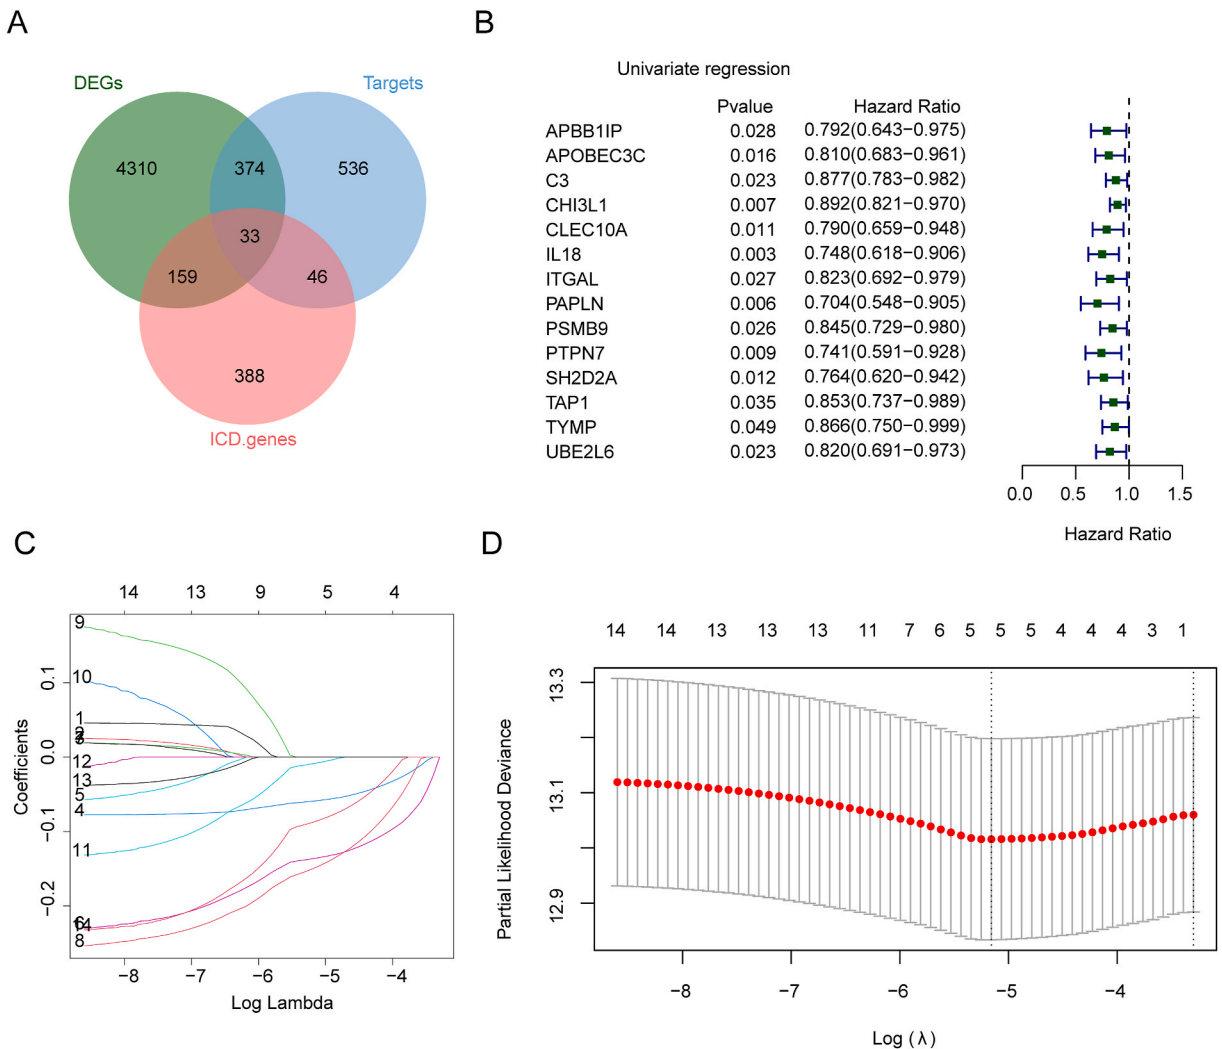 A
DEGs
Targets
4310
374
536
33
159
46
388
ICD.genes
B
Univariate regression
Pvalue Hazard Ratio
APBB1IP 0.028 0.792(0.643−0.975)
APOBEC3C 0.016 0.810(0.683−0.961)
C3 0.023 0.877(0.783−0.982)
CHI3L1 0.007 0.892(0.821−0.970)
CLEC10A 0.011 0.790(0.659−0.948)
IL18 0.003 0.748(0.618−0.906)
ITGAL 0.027 0.823(0.692−0.979)
PAPLN 0.006 0.704(0.548−0.905)
PSMB9 0.026 0.845(0.729−0.980)
PTPN7 0.009 0.741(0.591−0.928)
SH2D2A 0.012 0.764(0.620−0.942)
TAP1 0.035 0.853(0.737−0.989)
TYMP 0.049 0.866(0.750−0.999)
UBE2L6 0.023 0.820(0.691−0.973)
0.0 0.5 1.0 1.5
Hazard Ratio
C
14 13 9 5 4
Coefficients
0.1
0.0
−0.1
−0.2
9
10
1
12
13
5
4
11
8
−8 −7 −6 −5 −4
Log Lambda
D
14 14 13 13 13 11 7 6 5 5 5 4 4 4 3 1
Partial Likelihood Deviance
13.3
13.1
12.9
−8 −7 −6 −5 −4
Log (λ)